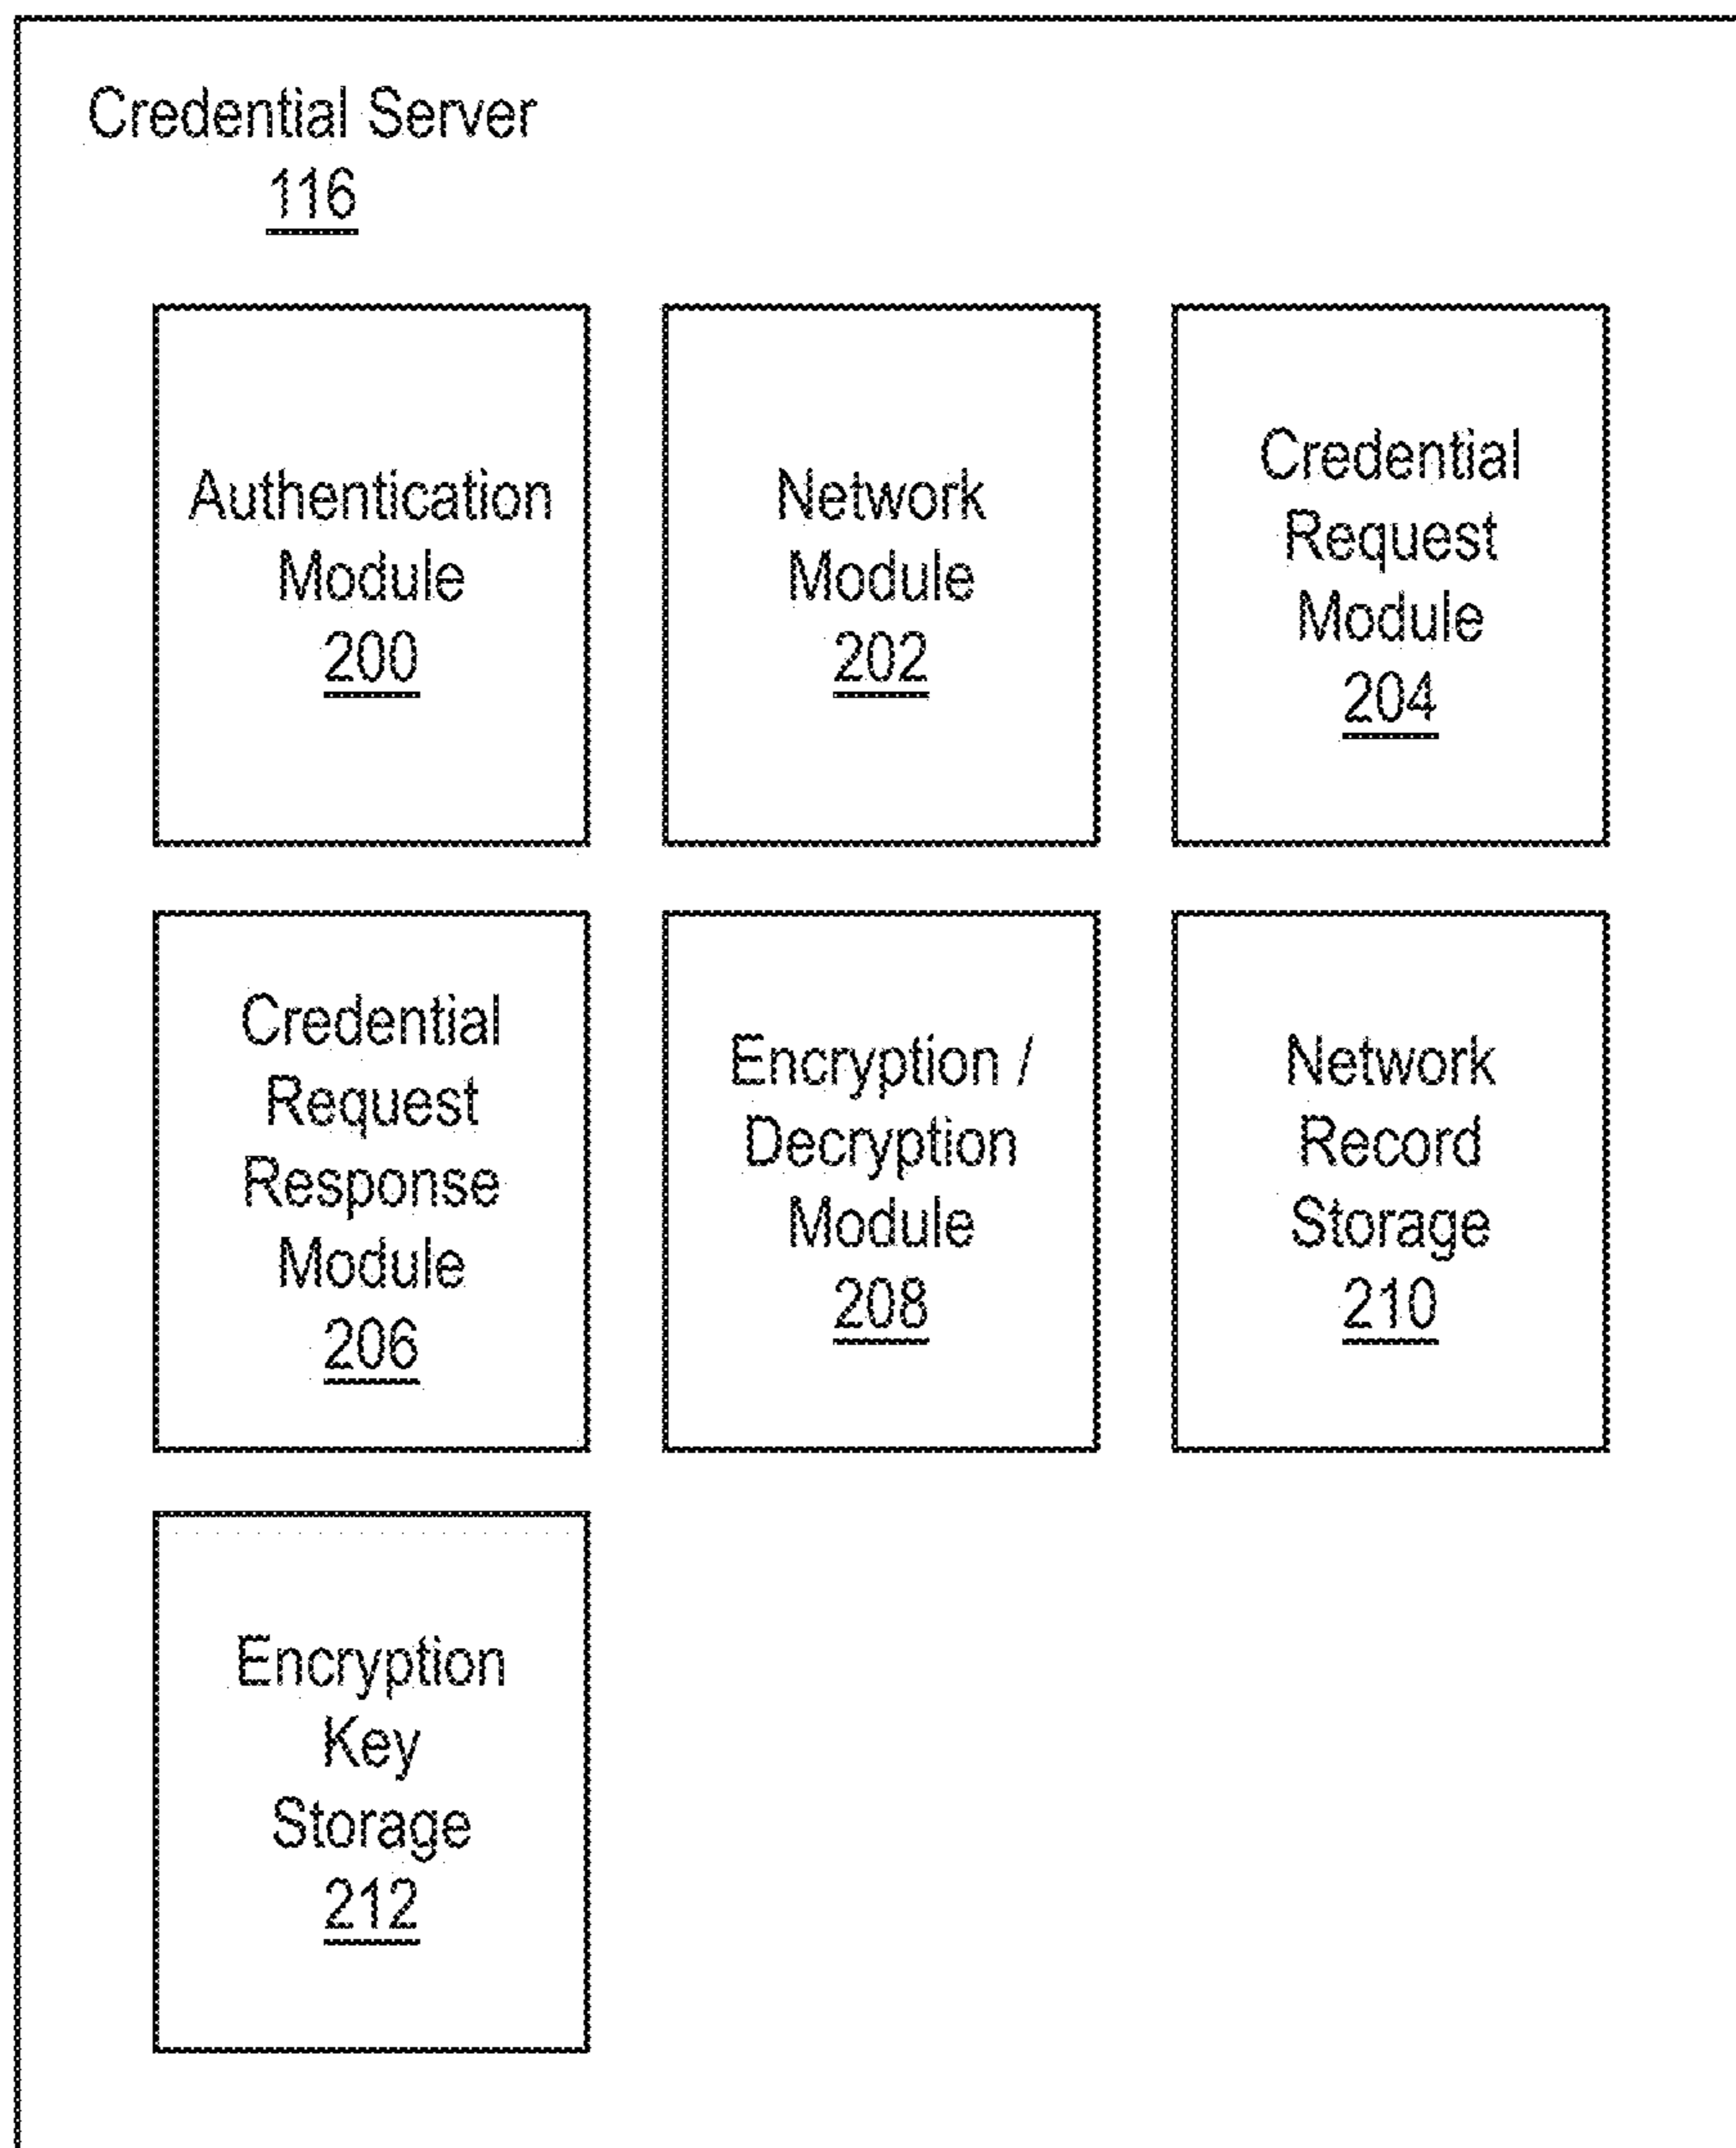 Credential Server
116
Authentication
Module
200
Network
Module
202
Credential
Request
Module
204
Credential
Request
Response
Module
206
Encryption /
Decryption
Module
208
Network
Record
Storage
210
Encryption
Key
Storage
212